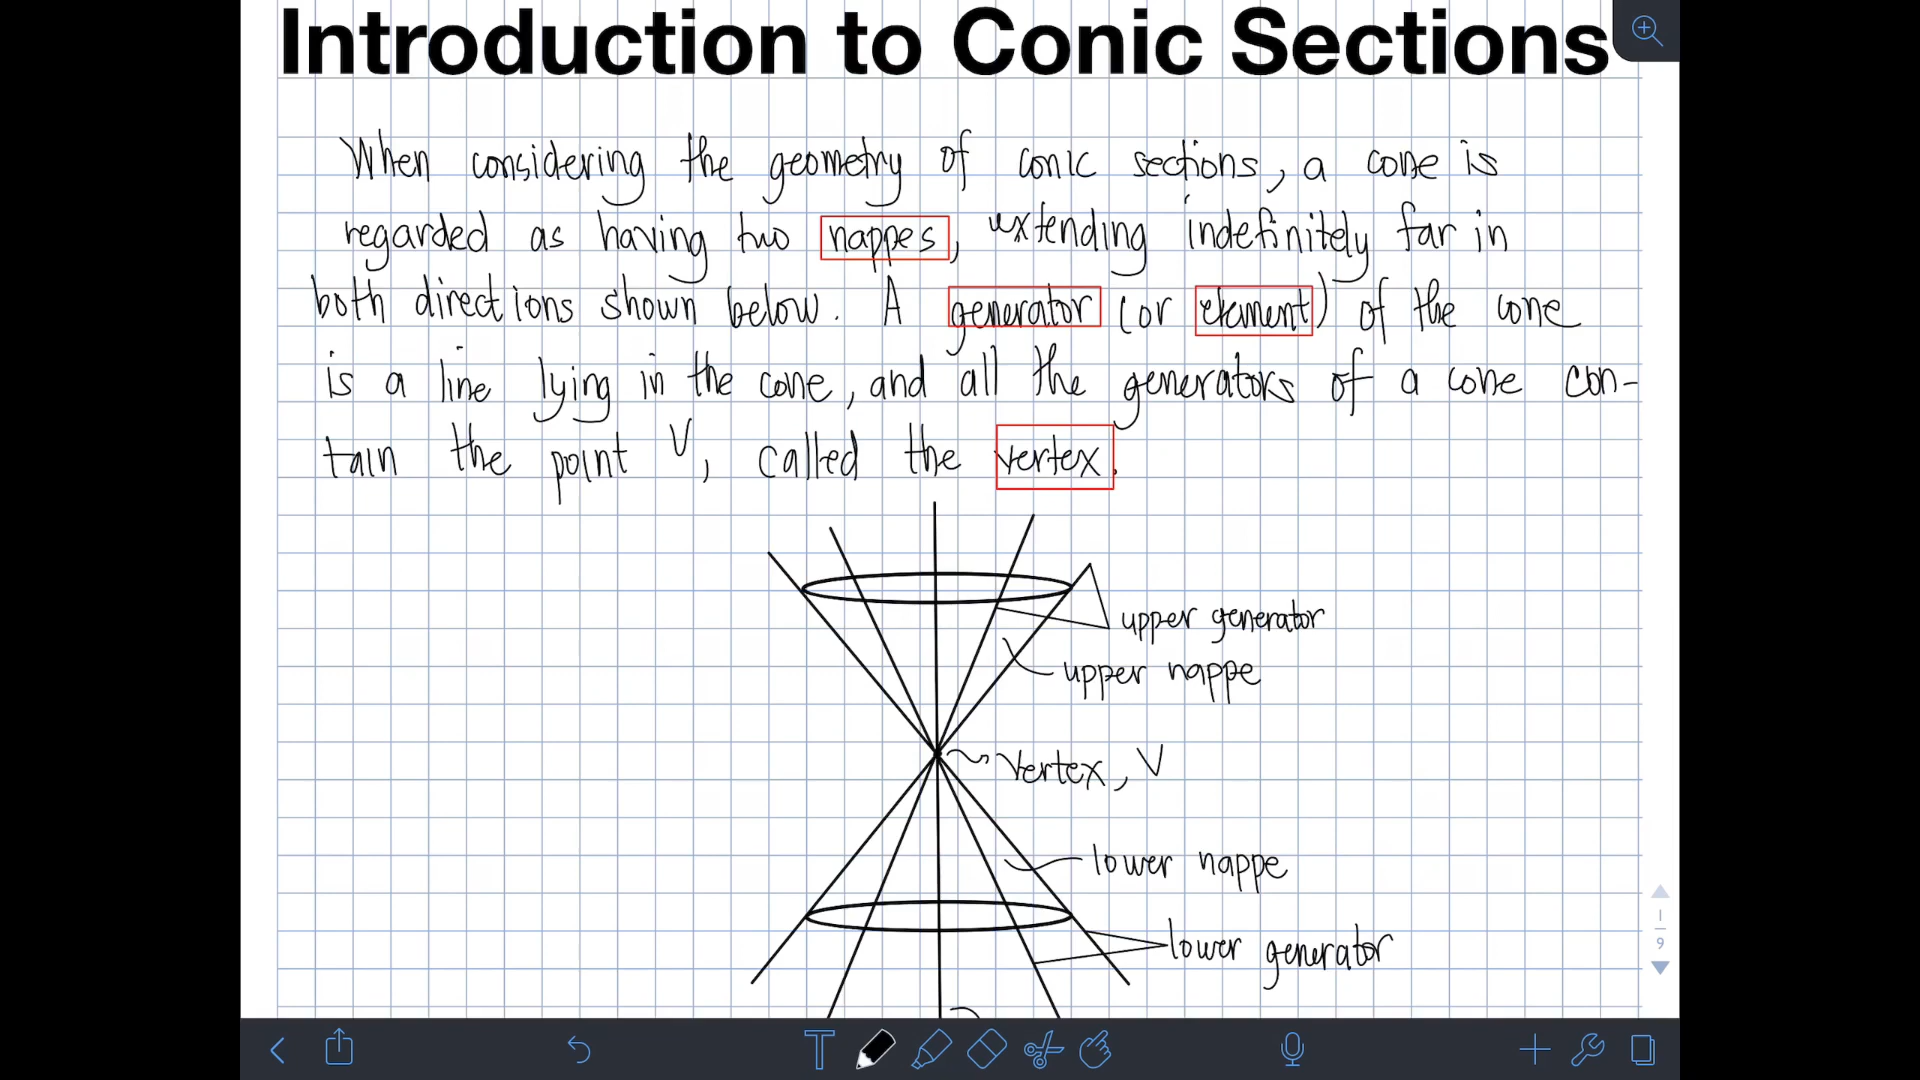 Introduction to Conic Sections
When considering the geometry of conic sections, a cone is
regarded as having two nappes, extending indefinitely far in
both directions shown below. A generator (or element) of the cone
is a line lying in the cone, and all the generators of a cone con-
tain the point V, called the vertex.
upper generator
upper nappe
Vertex, V
lower nappe
lower generator
1
9
T